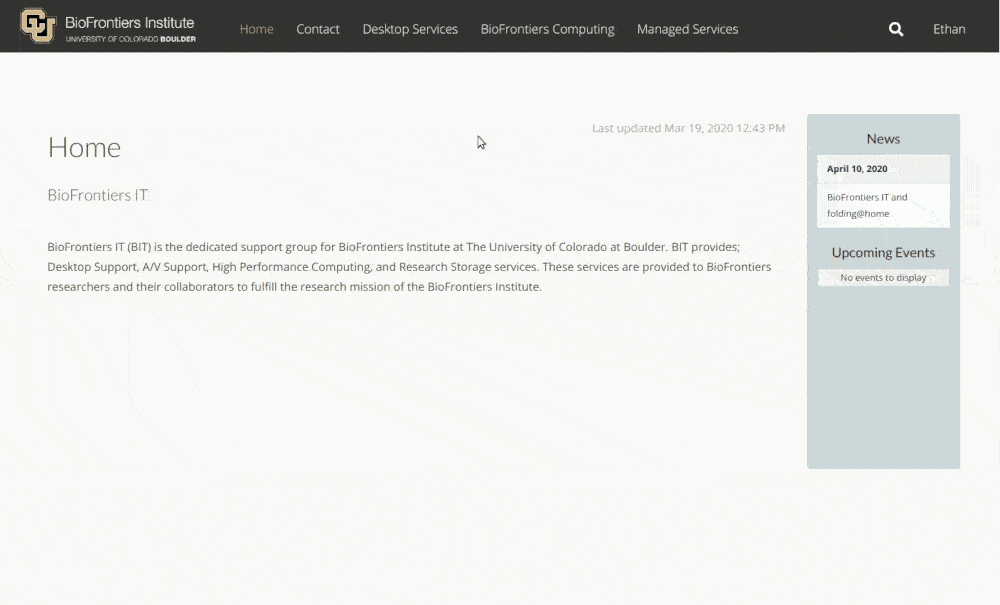 BioFrontiers Institute
UNIVERSITY OF COLORADO BOULDER
Home
Contact
Desktop Services
BioFrontiers Computing
Managed Services
Ethan
Last updated Mar 19, 2020 12:43 PM
Home
BioFrontiers IT
BioFrontiers IT (BIT) is the dedicated support group for BioFrontiers Institute at The University of Colorado at Boulder. BIT provides;
Desktop Support, A/V Support, High Performance Computing, and Research Storage services. These services are provided to BioFrontiers
researchers and their collaborators to fulfill the research mission of the BioFrontiers Institute.
News
April 10, 2020
BioFrontiers IT and
folding@home
Upcoming Events
No events to display